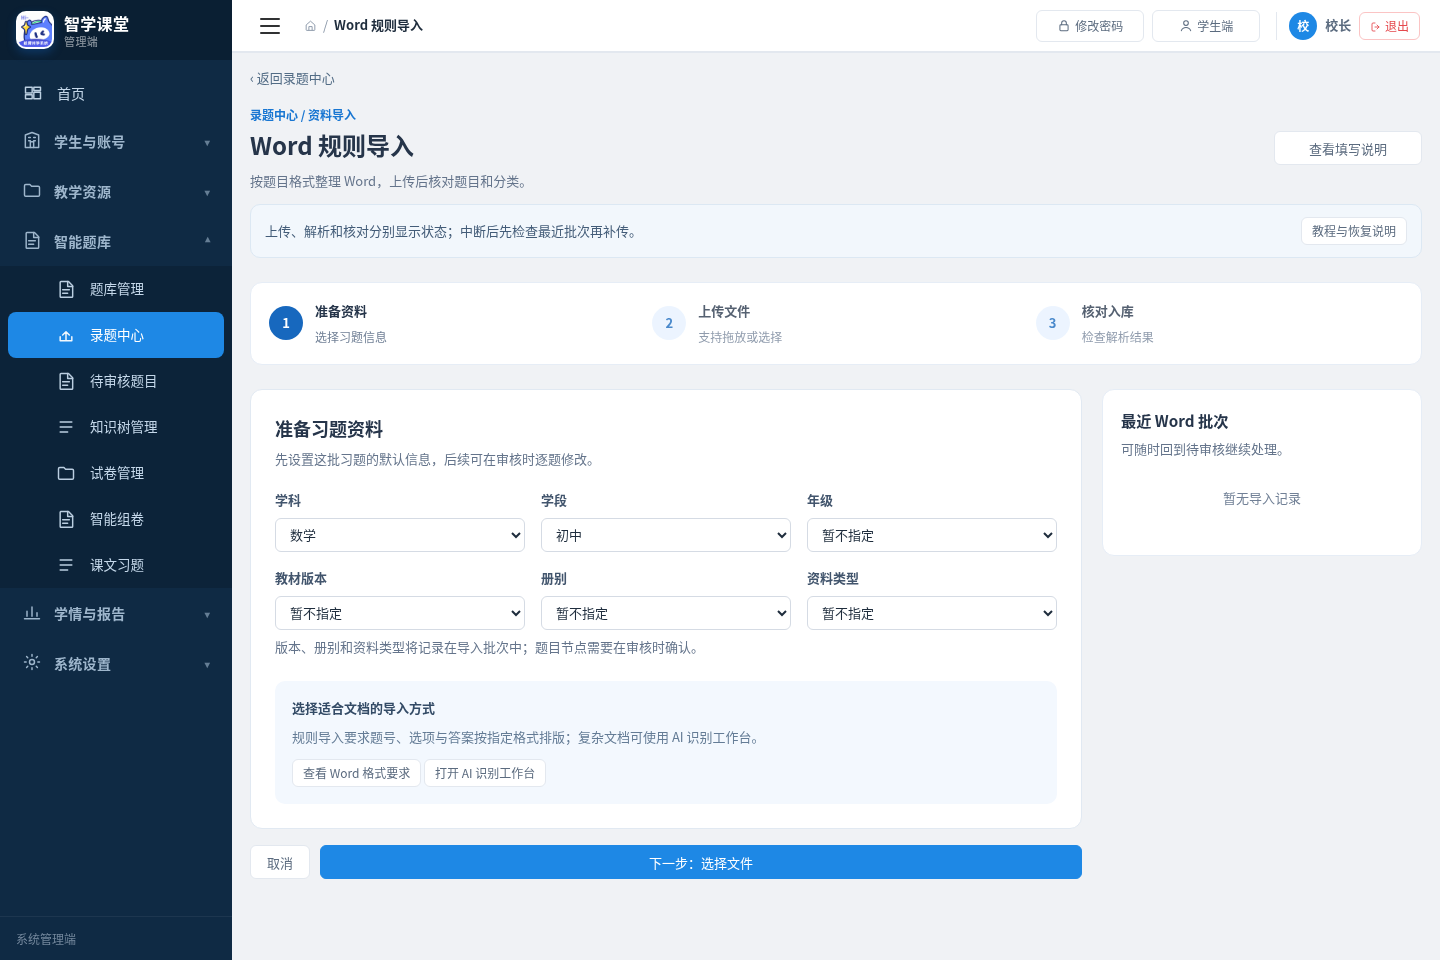 智学课堂
管理端
首页
学生与账号
教学资源
智能题库
题库管理
录题中心
待审核题目
知识树管理
试卷管理
智能组卷
课文习题
学情与报告
系统设置
系统管理端
/ Word 规则导入
修改密码
学生端
校 校长
退出
‹ 返回录题中心
录题中心 / 资料导入
Word 规则导入
查看填写说明
按题目格式整理 Word，上传后核对题目和分类。
上传、解析和核对分别显示状态；中断后先检查最近批次再补传。
教程与恢复说明
1 准备资料
选择习题信息
2 上传文件
支持拖放或选择
3 核对入库
检查解析结果
准备习题资料
先设置这批习题的默认信息，后续可在审核时逐题修改。
学科 学段 年级
数学 初中 暂不指定
教材版本 册别 资料类型
暂不指定 暂不指定 暂不指定
版本、册别和资料类型将记录在导入批次中；题目节点需要在审核时确认。
选择适合文档的导入方式
规则导入要求题号、选项与答案按指定格式排版；复杂文档可使用 AI 识别工作台。
查看 Word 格式要求 打开 AI 识别工作台
取消 下一步：选择文件
最近 Word 批次
可随时回到待审核继续处理。
暂无导入记录